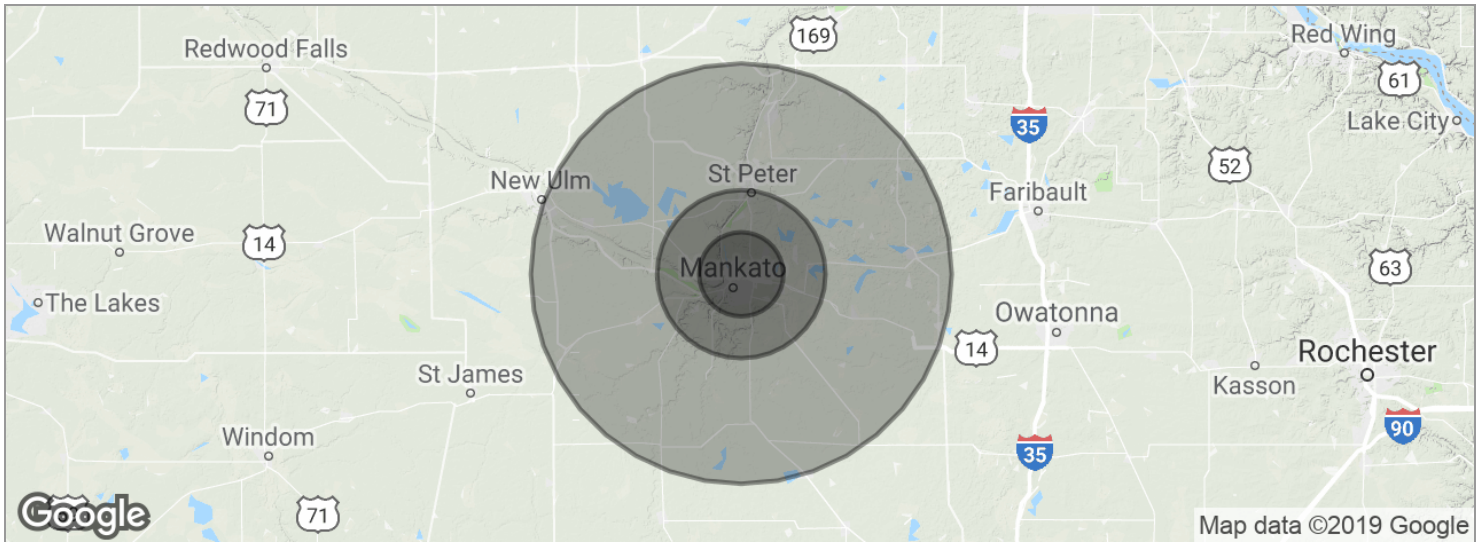 169
Red Wing
Redwood Falls
61
71
Lake City
35
52
St Peter
New Ulm
Faribault
Walnut Grove
14
Mankato
63
The Lakes
Owatonna
14
Rochester
St James
Kasson
Windom
90
35
Google
71
Map data ©2019 Google